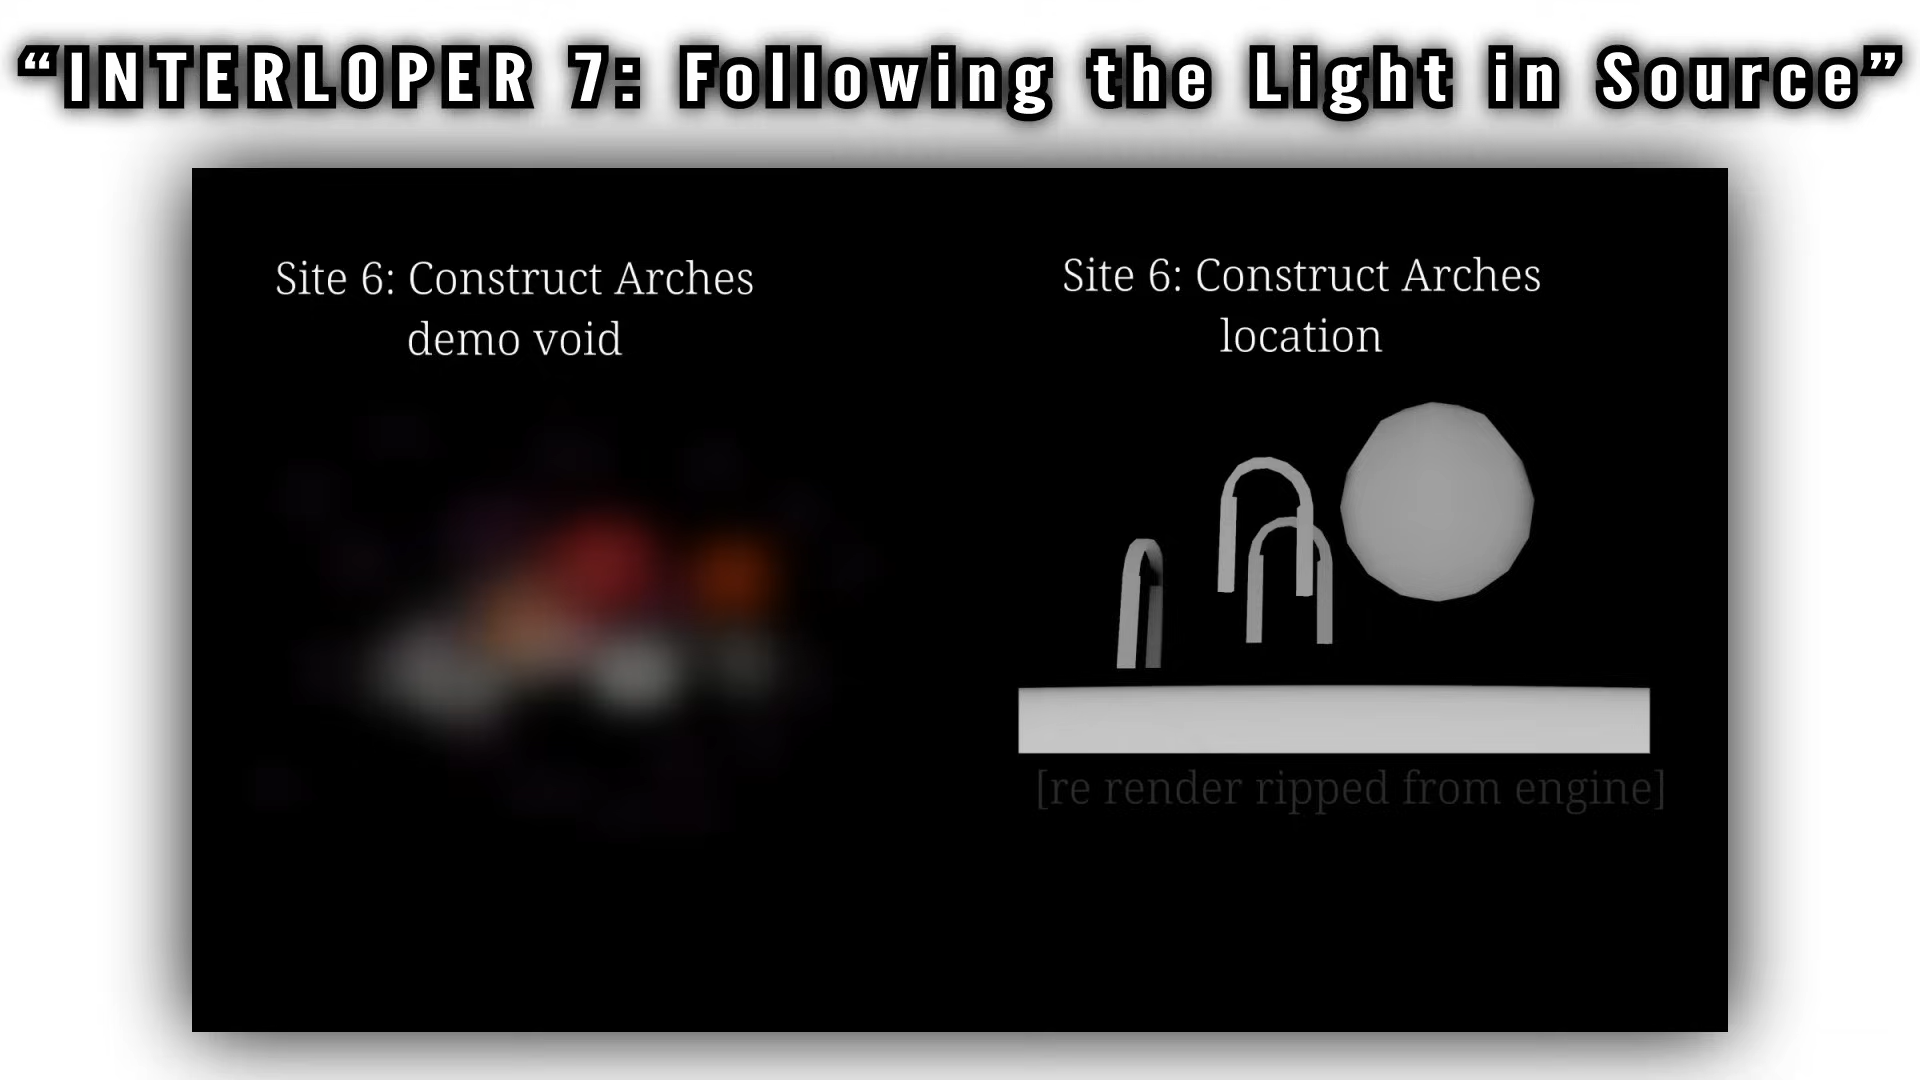 “INTERLOPER 7: Following the Light in Source”
Site 6: Construct Arches
demo void
Site 6: Construct Arches
location
[re render ripped from engine]